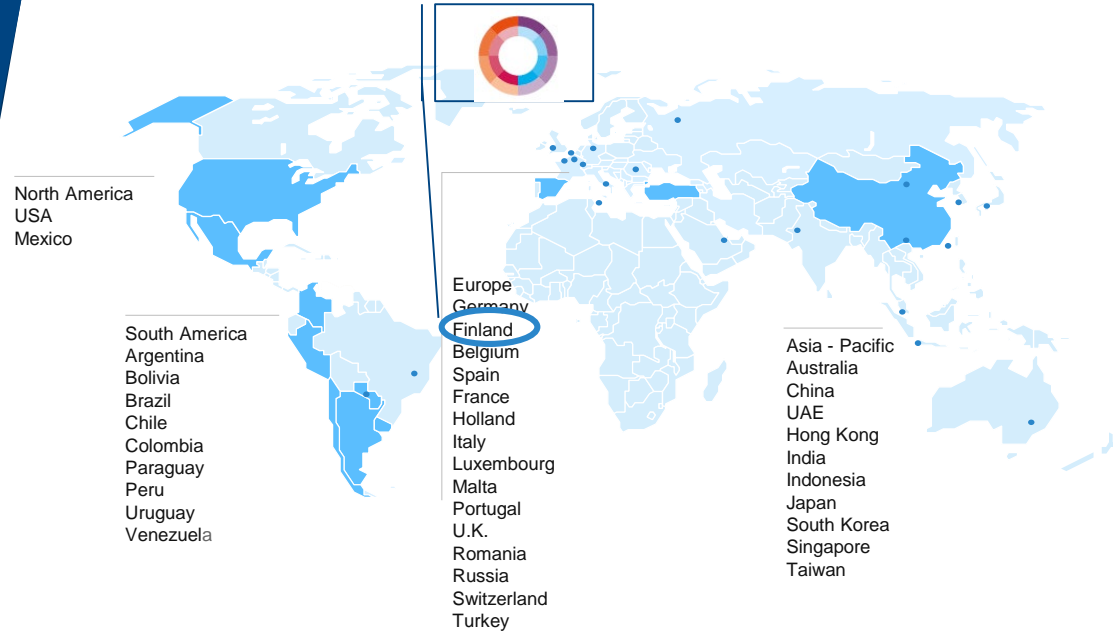 North America
USA
Mexico
South America
Argentina
Bolivia
Brazil
Chile
Colombia
Paraguay
Peru
Uruguay
Venezuela
Europe
Germany
Finland
Belgium
Spain
France
Holland
Italy
Luxembourg
Malta
Portugal
U.K.
Romania
Russia
Switzerland
Turkey
Asia - Pacific
Australia
China
UAE
Hong Kong
India
Indonesia
Japan
South Korea
Singapore
Taiwan